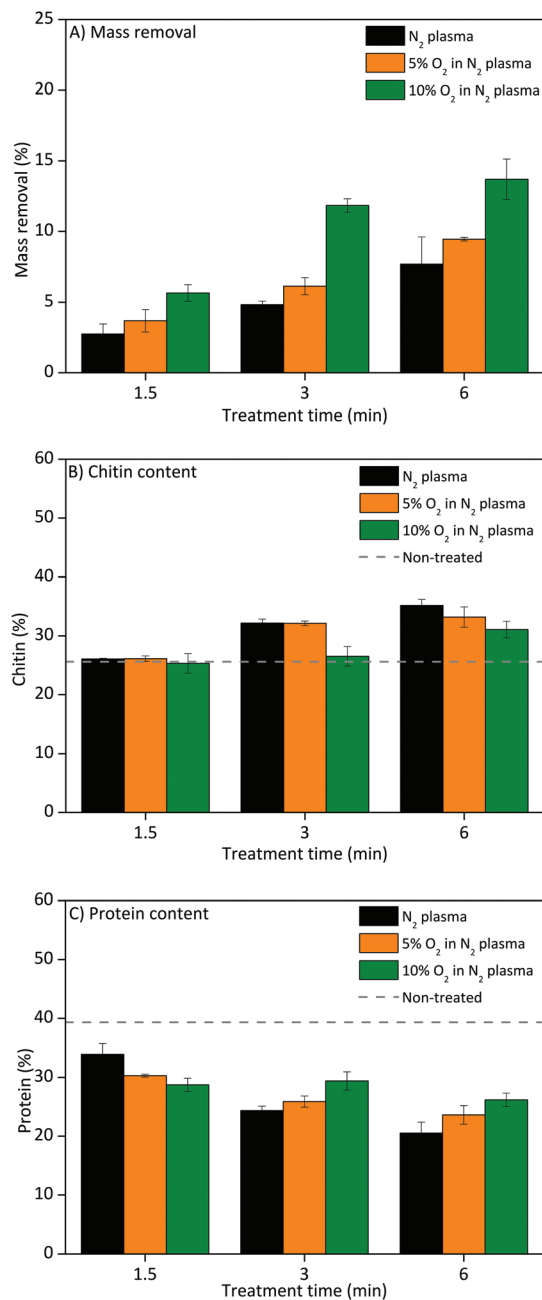 A) Mass removal
N₂ plasma
5% O₂ in N₂ plasma
10% O₂ in N₂ plasma
25
20
15
10
5
0
Mass removal (%)
1.5 3 6
Treatment time (min)
B) Chitin content
N₂ plasma
5% O₂ in N₂ plasma
10% O₂ in N₂ plasma
Non-treated
60
50
40
30
20
10
0
Chitin (%)
1.5 3 6
Treatment time (min)
C) Protein content
N₂ plasma
5% O₂ in N₂ plasma
10% O₂ in N₂ plasma
Non-treated
60
50
40
30
20
10
0
Protein (%)
1.5 3 6
Treatment time (min)